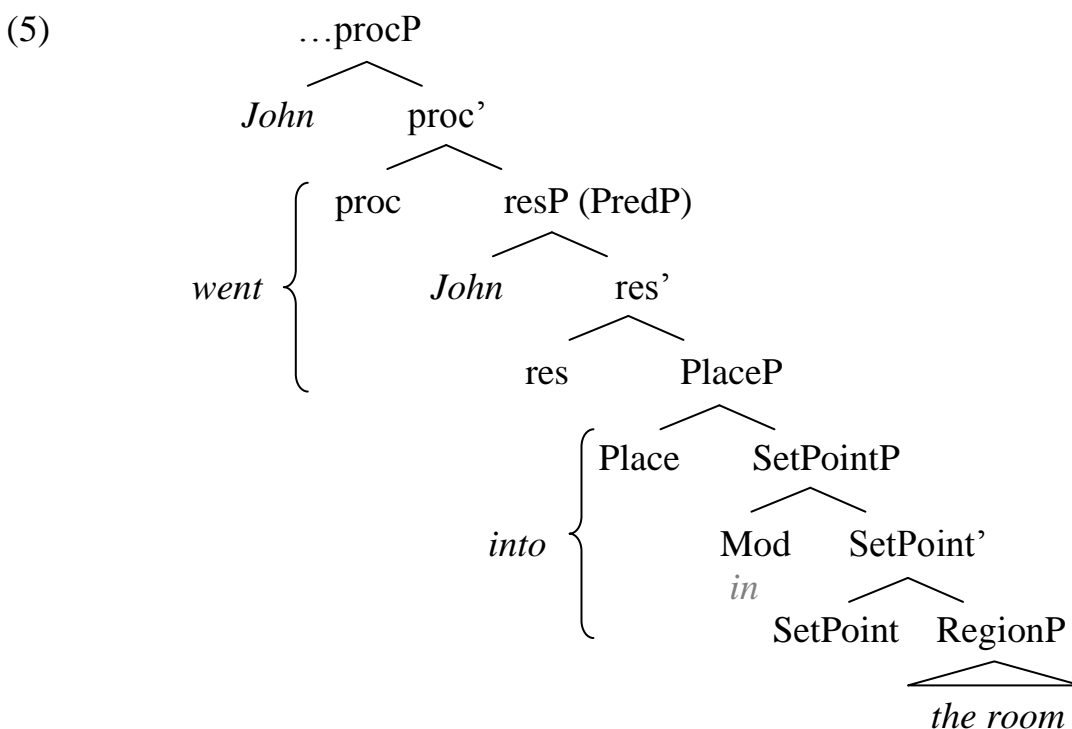 (5) …procP
John proc’
proc resP (PredP)
went John res’
res PlaceP
Place SetPointP
into Mod SetPoint’
in
SetPoint RegionP
the room